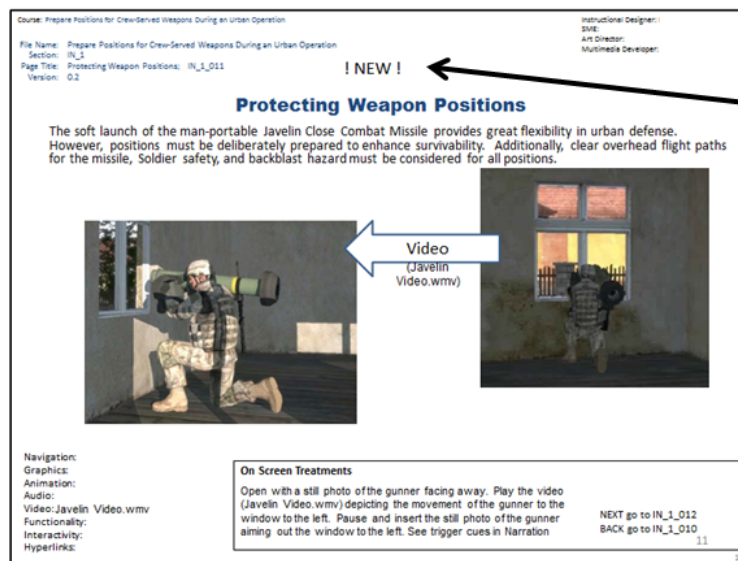 Course: Prepare Positions for Crew-Served Weapons During an Urban Operation
Instructional Designer:
SME:
Art Director:
Multimedia Developer:
File Name: Prepare Positions for Crew-Served Weapons During an Urban Operation
Section: IN_1
Page Title: Protecting Weapon Positions; IN_1_011
Version: 0.2
! NEW !
Protecting Weapon Positions
The soft launch of the man-portable Javelin Close Combat Missile provides great flexibility in urban defense.
However, positions must be deliberately prepared to enhance survivability. Additionally, clear overhead flight paths
for the missile, Soldier safety, and backblast hazard must be considered for all positions.
Video
(Javelin
Video.wmv)
Navigation:
Graphics:
Animation:
Audio:
Video: Javelin Video.wmv
Functionality:
Interactivity:
Hyperlinks:
On Screen Treatments
Open with a still photo of the gunner facing away. Play the video
(Javelin Video.wmv) depicting the movement of the gunner to the
window to the left. Pause and insert the still photo of the gunner
aiming out the window to the left. See trigger cues in Narration
NEXT go to IN_1_012
BACK go to IN_1_010
11